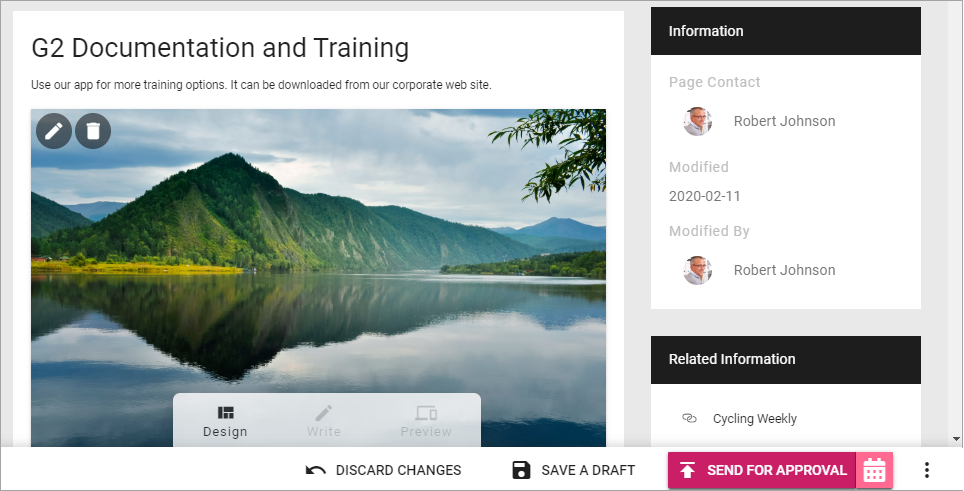 G2 Documentation and Training
Use our app for more training options. It can be downloaded from our corporate web site.
Design
Write
Preview
Information
Page Contact
Robert Johnson
Modified
2020-02-11
Modified By
Robert Johnson
Related Information
Cycling Weekly
DISCARD CHANGES
SAVE A DRAFT
SEND FOR APPROVAL